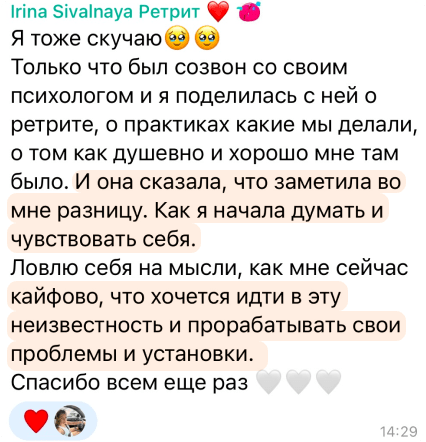 Irina Sivalnaya Ретрит ❤️
Я тоже скучаю🥹🥹
Только что был созвон со своим
психологом и я поделилась с ней о
ретрите, о практиках какие мы делали,
о том как душевно и хорошо мне там
было. И она сказала, что заметила во
мне разницу. Как я начала думать и
чувствовать себя.
Ловлю себя на мысли, как мне сейчас
кайфово, что хочется идти в эту
неизвестность и прорабатывать свои
проблемы и установки.
Спасибо всем еще раз 🤍🤍🤍
14:29